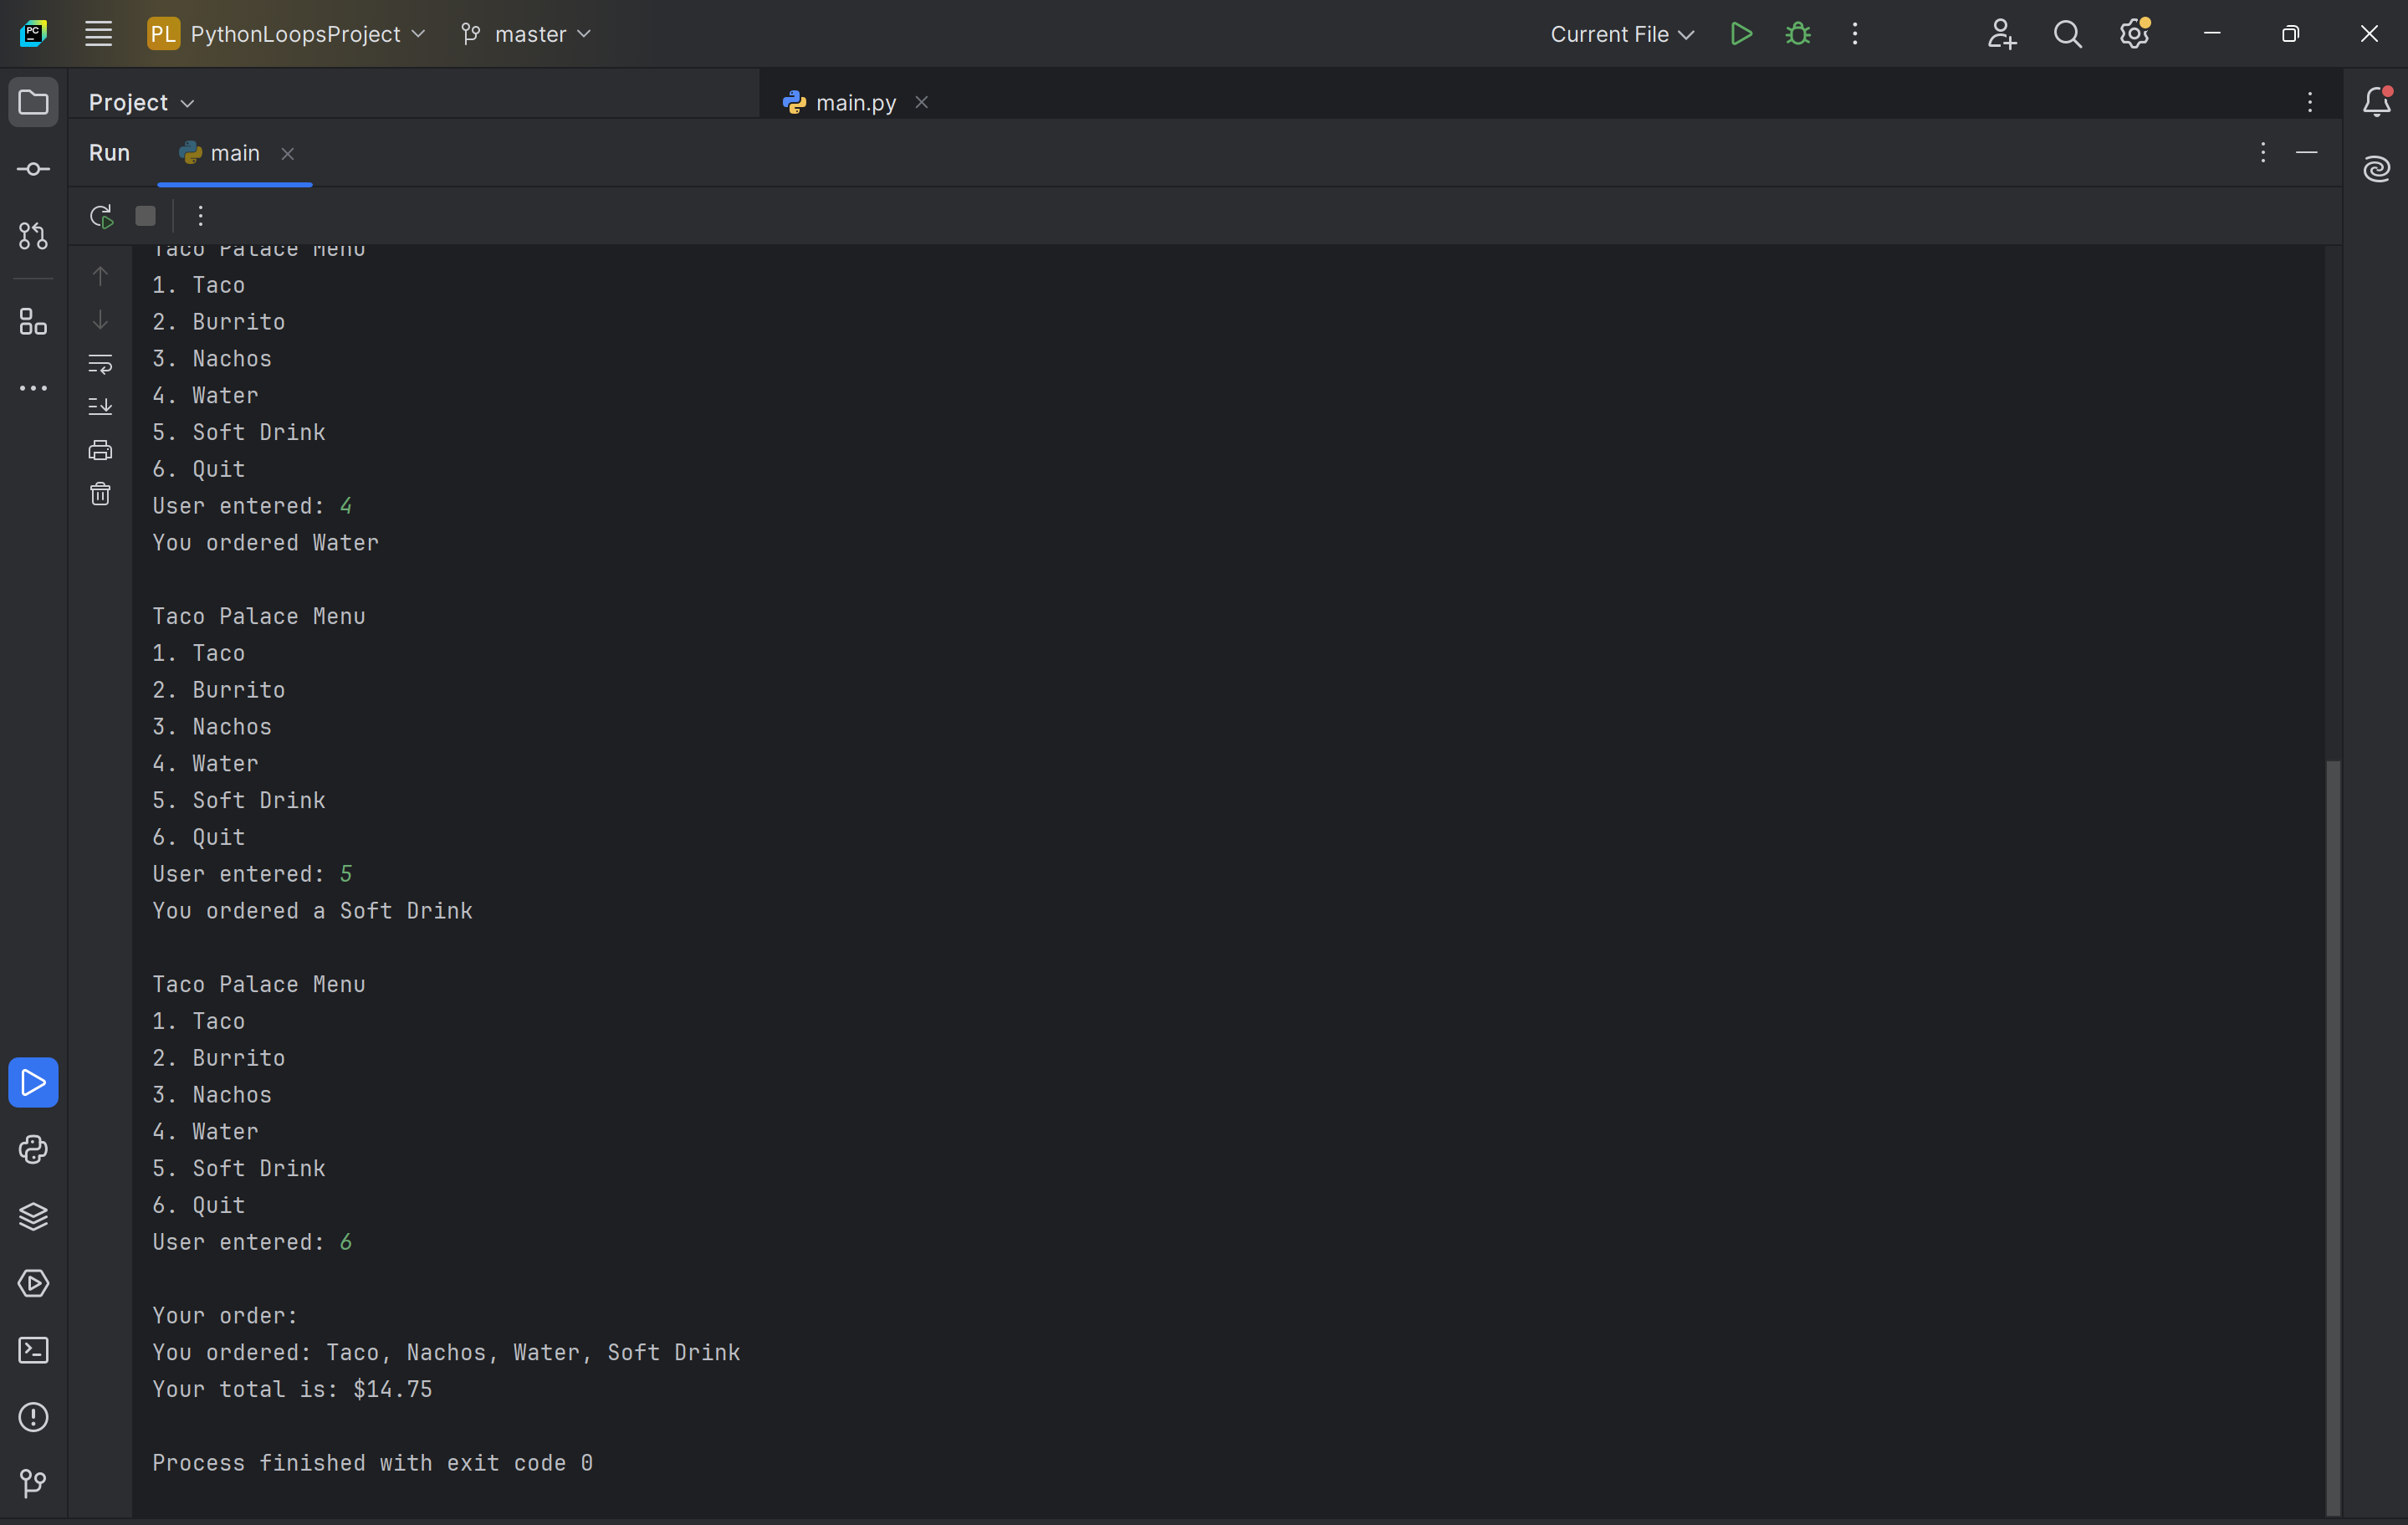 PC
PL PythonLoopsProject master Current File
Project main.py
Run main
Taco Palace Menu
1. Taco
2. Burrito
3. Nachos
4. Water
5. Soft Drink
6. Quit
User entered: 4
You ordered Water
Taco Palace Menu
1. Taco
2. Burrito
3. Nachos
4. Water
5. Soft Drink
6. Quit
User entered: 5
You ordered a Soft Drink
Taco Palace Menu
1. Taco
2. Burrito
3. Nachos
4. Water
5. Soft Drink
6. Quit
User entered: 6
Your order:
You ordered: Taco, Nachos, Water, Soft Drink
Your total is: $14.75
Process finished with exit code 0